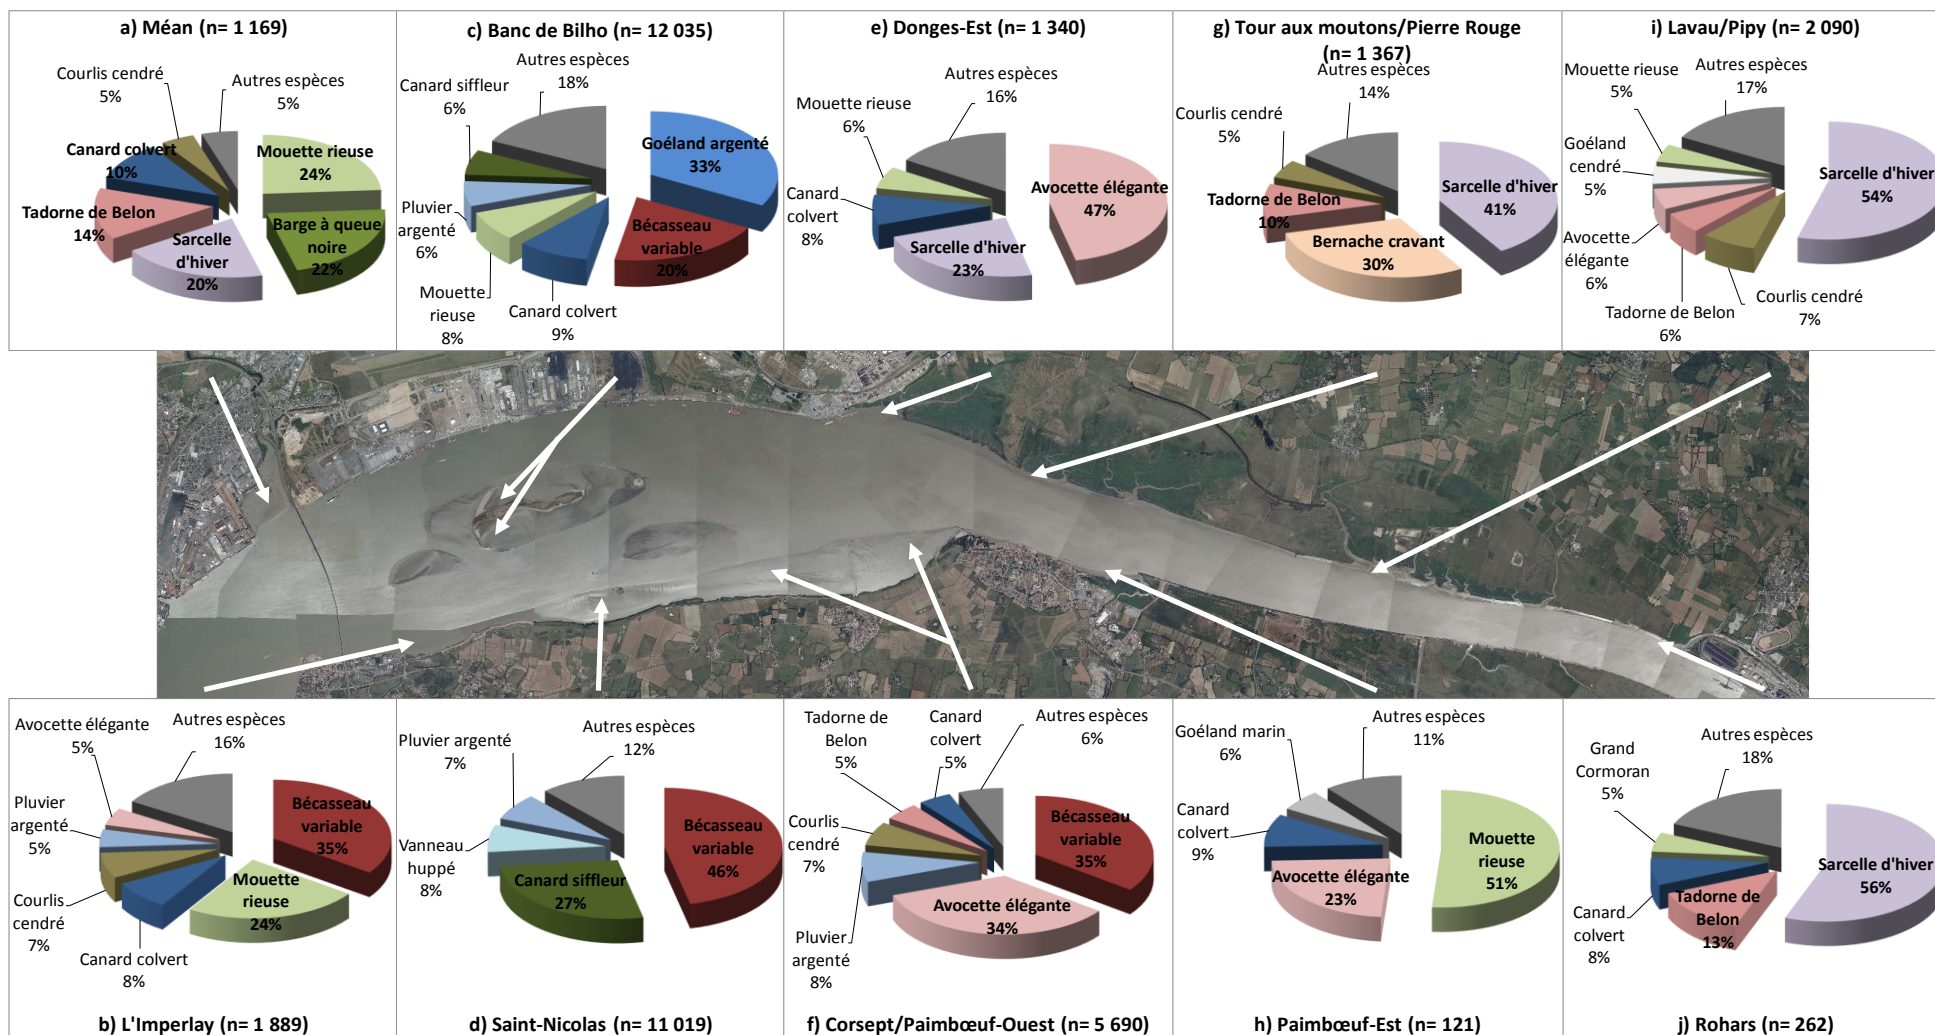 a) Méan (n= 1 169)
Courlis cendré
5%
Autres espèces
5%
Canard colvert
10%
Mouette rieuse
24%
Tadorne de Belon
14%
Sarcelle
d'hiver
20%
Barge à queue
noire
22%
c) Banc de Bilho (n= 12 035)
Autres espèces
18%
Canard siffleur
6%
Goéland argenté
33%
Pluvier
argenté
6%
Bécasseau
variable
20%
Mouette
rieuse
8%
Canard colvert
9%
e) Donges-Est (n= 1 340)
Autres espèces
16%
Mouette rieuse
6%
Avocette élégante
47%
Canard
colvert
8%
Sarcelle d'hiver
23%
g) Tour aux moutons/Pierre Rouge
(n= 1 367)
Autres espèces
14%
Courlis cendré
5%
Sarcelle d'hiver
41%
Tadorne de Belon
10%
Bernache cravant
30%
i) Lavau/Pipy (n= 2 090)
Mouette rieuse
5%
Autres espèces
17%
Goéland
cendré
5%
Sarcelle d'hiver
54%
Avocette
élégante
6%
Tadorne de Belon
6%
Courlis cendré
7%
Avocette élégante
5%
Autres espèces
16%
Pluvier
argenté
5%
Bécasseau
variable
35%
Courlis
cendré
7%
Mouette
rieuse
24%
Canard colvert
8%
b) L'Imperlay (n= 1 889)
Autres espèces
12%
Pluvier argenté
7%
Bécasseau
variable
46%
Vanneau
huppé
8%
Canard siffleur
27%
d) Saint-Nicolas (n= 11 019)
Tadorne de
Belon
5%
Canard
colvert
5%
Autres espèces
6%
Courlis
cendré
7%
Bécasseau
variable
35%
Avocette élégante
34%
Pluvier
argenté
8%
f) Corsept/Paimbœuf-Ouest (n= 5 690)
Goéland marin
6%
Autres espèces
11%
Canard
colvert
9%
Mouette
rieuse
51%
Avocette élégante
23%
h) Paimbœuf-Est (n= 121)
Grand
Cormoran
5%
Autres espèces
18%
Sarcelle d'hiver
56%
Canard
colvert
8%
Tadorne de
Belon
13%
j) Rohars (n= 262)